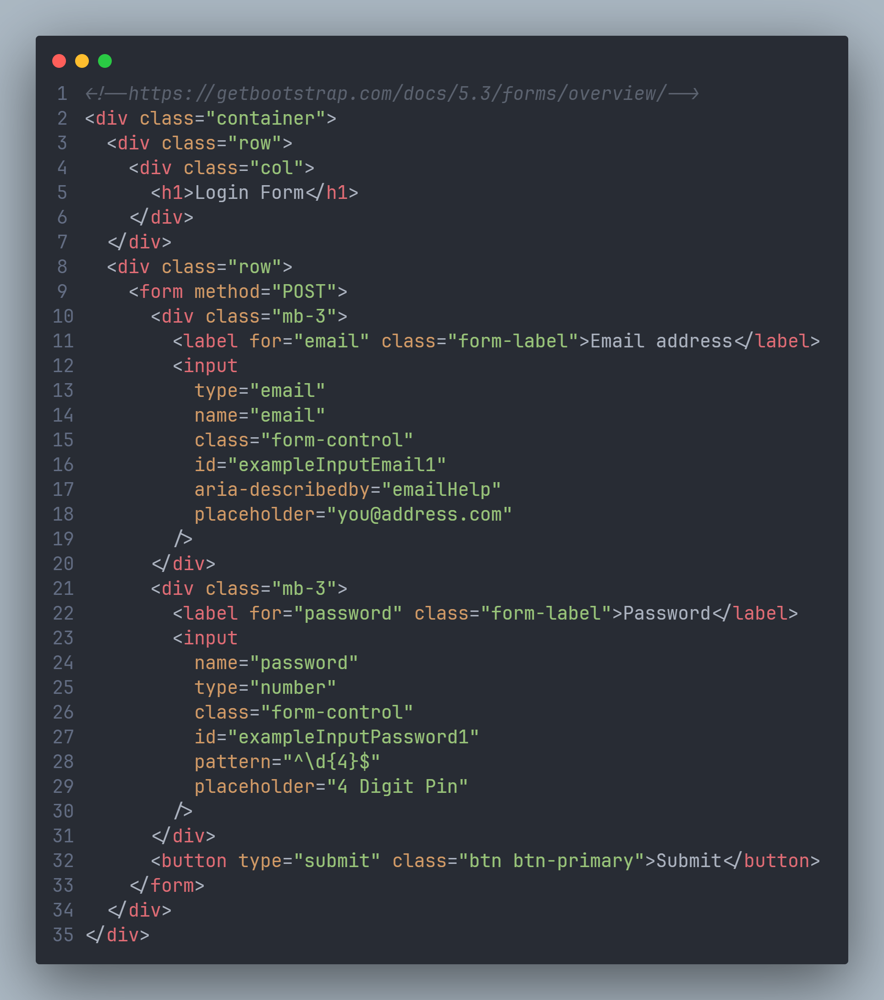 1 <!--https://getbootstrap.com/docs/5.3/forms/overview/-->
2 <div class="container">
3   <div class="row">
4     <div class="col">
5       <h1>Login Form</h1>
6     </div>
7   </div>
8   <div class="row">
9     <form method="POST">
10       <div class="mb-3">
11         <label for="email" class="form-label">Email address</label>
12         <input
13           type="email"
14           name="email"
15           class="form-control"
16           id="exampleInputEmail1"
17           aria-describedby="emailHelp"
18           placeholder="you@address.com"
19         />
20       </div>
21       <div class="mb-3">
22         <label for="password" class="form-label">Password</label>
23         <input
24           name="password"
25           type="number"
26           class="form-control"
27           id="exampleInputPassword1"
28           pattern="^\d{4}$"
29           placeholder="4 Digit Pin"
30         />
31       </div>
32       <button type="submit" class="btn btn-primary">Submit</button>
33     </form>
34   </div>
35 </div>